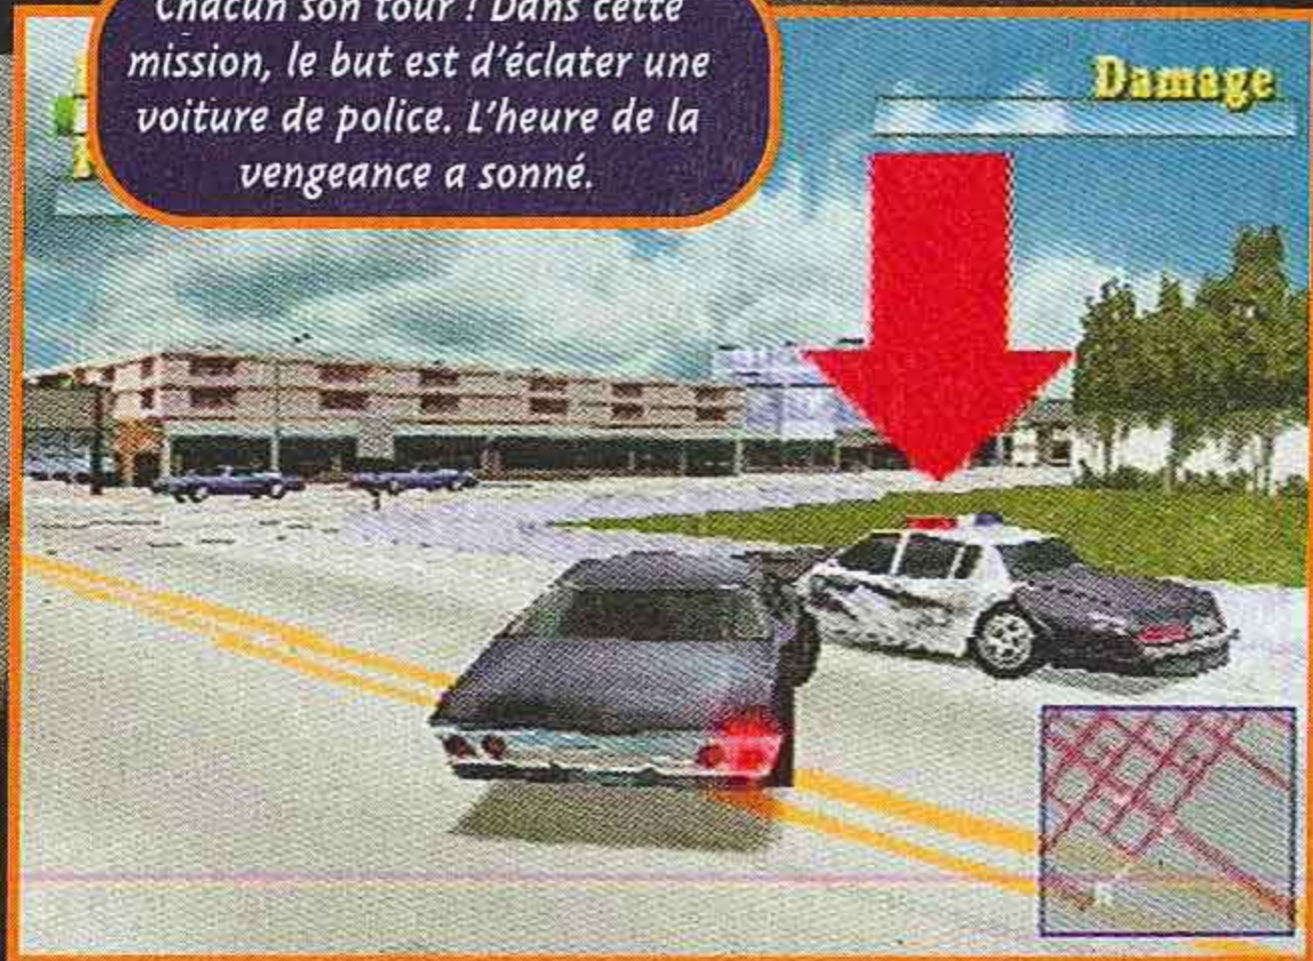 Chacun son tour ! Dans cette
mission, le but est d'éclater une
voiture de police. L'heure de la
vengeance a sonné.
Damage